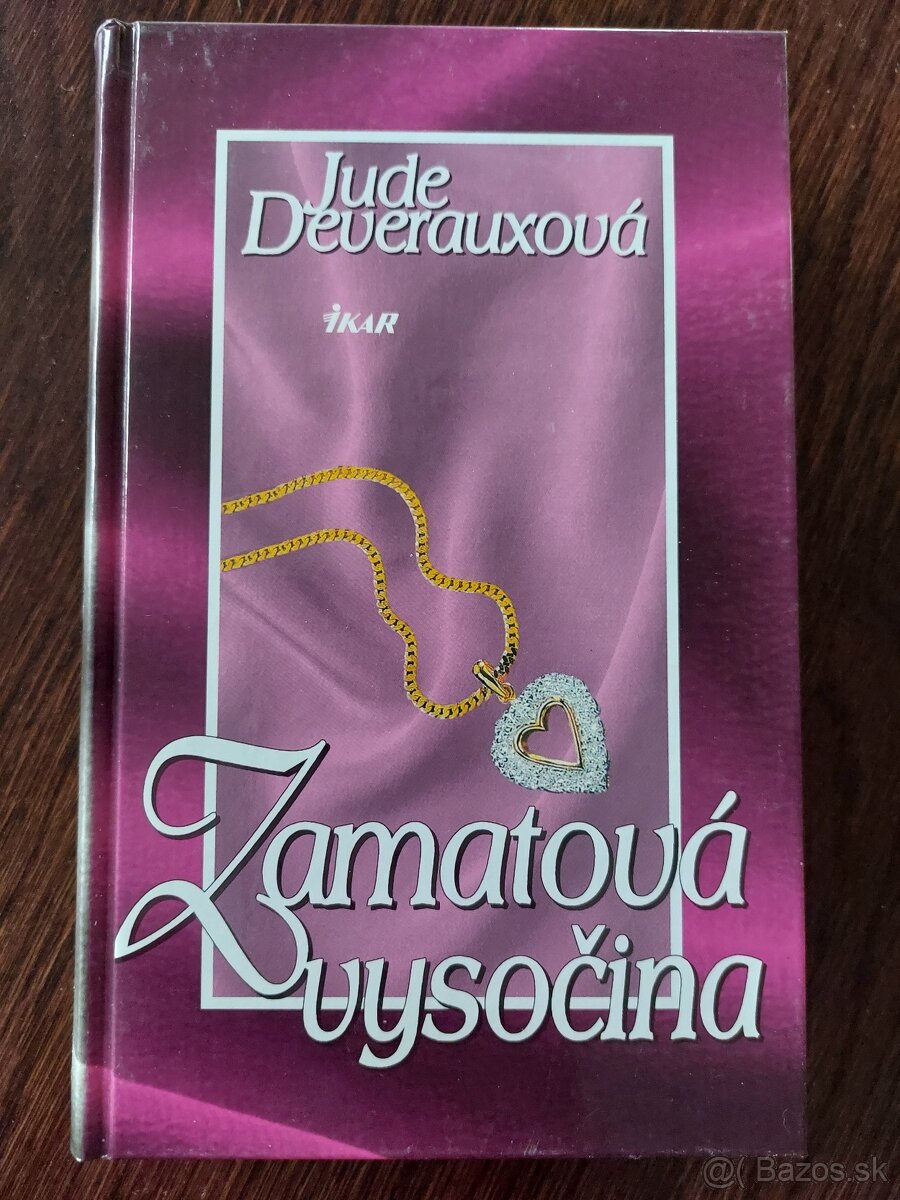 Jude
Deverauxová
iKAR
Zamatová
vysočina
@( Bazos.sk